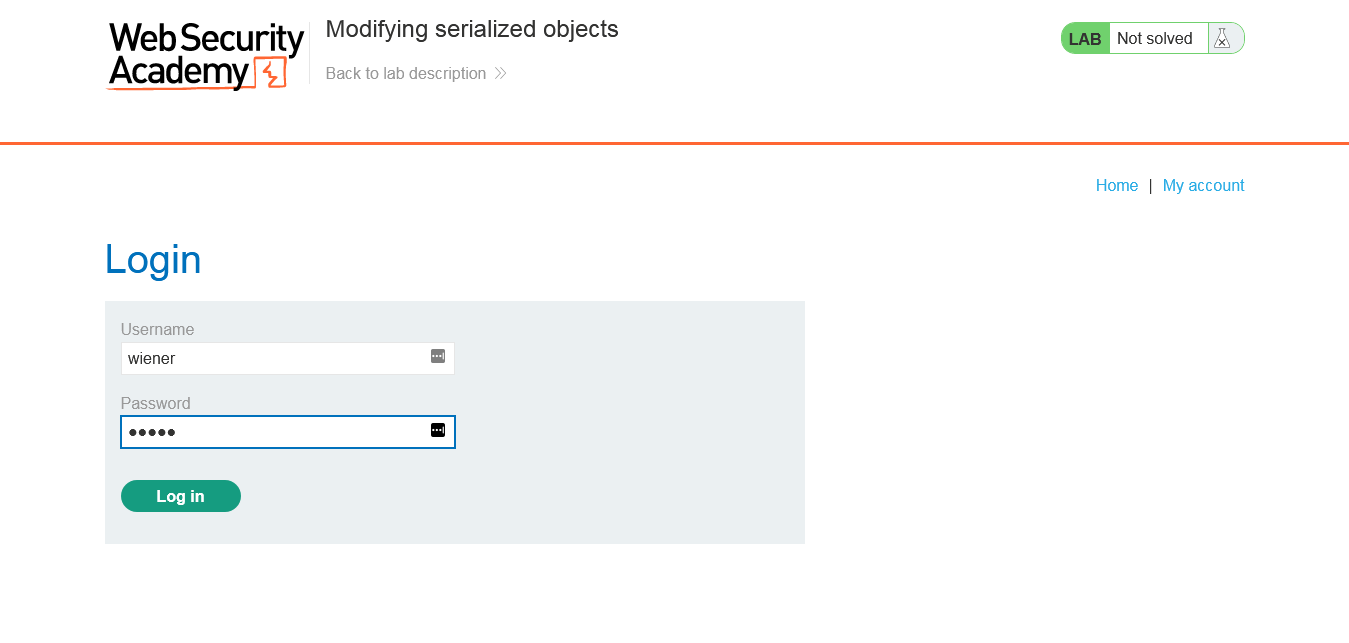 Web Security
Academy
Modifying serialized objects
Back to lab description
LAB Not solved
Home | My account
Login
Username
wiener
Password
•••••
Log in